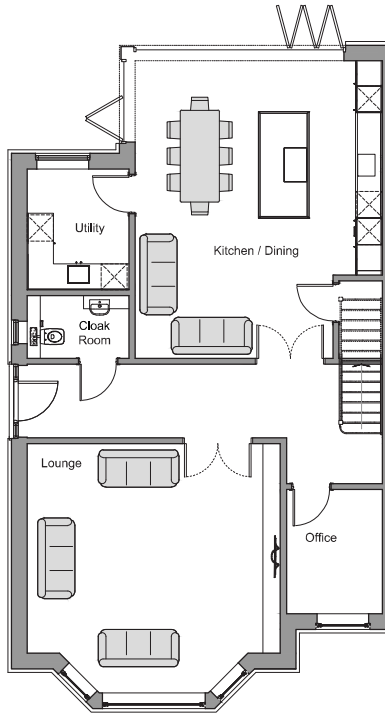 Utility
Kitchen / Dining
Cloak
Room
Lounge
Office